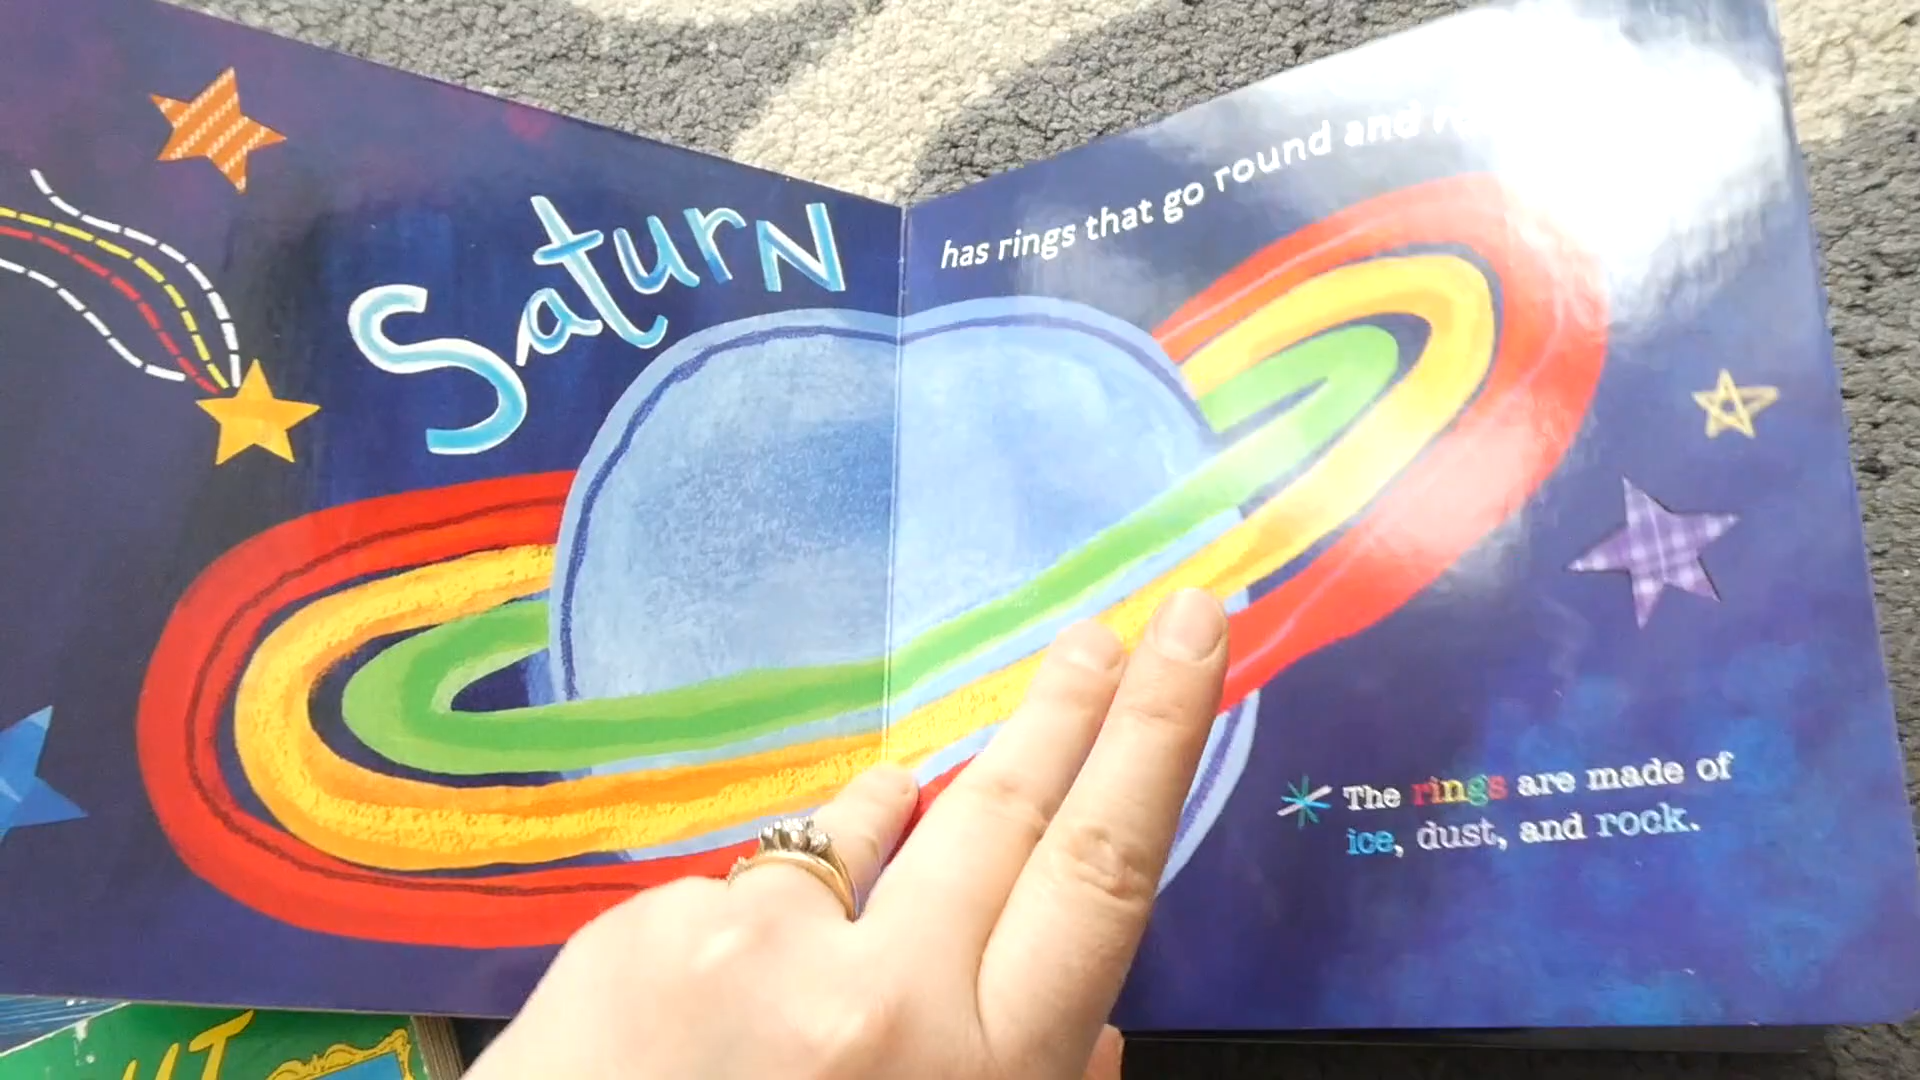 Saturn
has rings that go round and
The rings are made of
ice, dust, and rock.